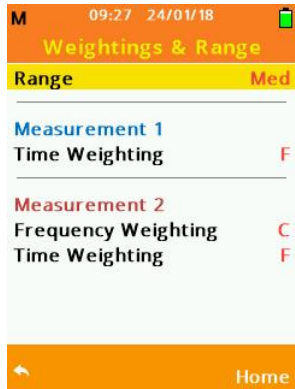 M 09:27 24/01/18
Weightings & Range
Range Med
Measurement 1
Time Weighting F
Measurement 2
Frequency Weighting C
Time Weighting F
Home